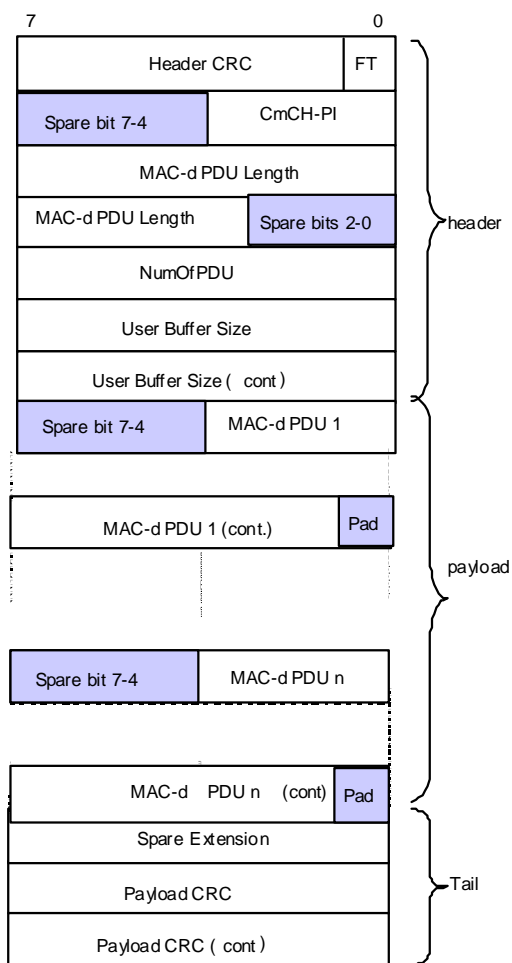 7 0
Header CRC FT
Spare bit 7-4 CmCH-PI
MAC-d PDU Length
MAC-d PDU Length Spare bits 2-0
header
NumOfPDU
User Buffer Size
User Buffer Size ( cont)
Spare bit 7-4 MAC-d PDU 1
MAC-d PDU 1 (cont.) Pad
payload
Spare bit 7-4 MAC-d PDU n
MAC-d PDU n (cont) Pad
Spare Extension
Tail
Payload CRC
Payload CRC ( cont )